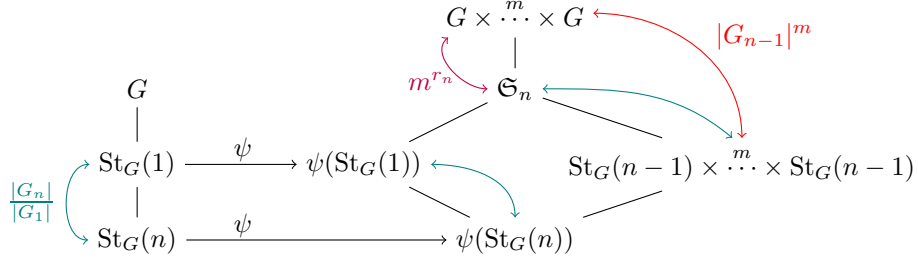 G × ⋯^m × G
|G_{n−1}|^m
m^{r_n}
G
𝔖_n
St_G(1)
ψ
ψ(St_G(1))
St_G(n − 1) × ⋯^m × St_G(n − 1)
|G_n|
|G_1|
St_G(n)
ψ
ψ(St_G(n))